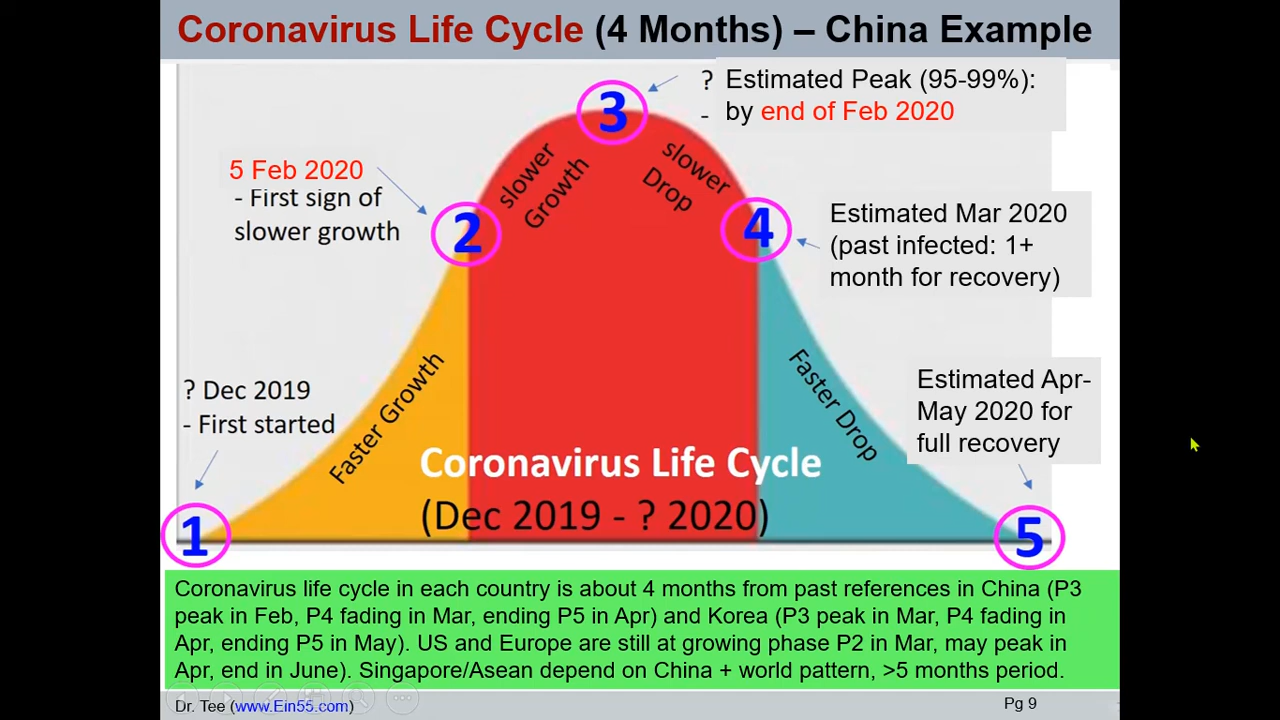 Coronavirus Life Cycle (4 Months) – China Example
? Estimated Peak (95-99%):
- by end of Feb 2020
3
5 Feb 2020
- First sign of
slower growth
2
slower
Growth
slower
Drop
4
Estimated Mar 2020
(past infected: 1+
month for recovery)
? Dec 2019
- First started
1
Faster Growth
Faster Drop
Estimated Apr-
May 2020 for
full recovery
5
Coronavirus Life Cycle
(Dec 2019 - ? 2020)
Coronavirus life cycle in each country is about 4 months from past references in China (P3
peak in Feb, P4 fading in Mar, ending P5 in Apr) and Korea (P3 peak in Mar, P4 fading in
Apr, ending P5 in May). US and Europe are still at growing phase P2 in Mar, may peak in
Apr, end in June). Singapore/Asean depend on China + world pattern, >5 months period.
Dr. Tee (www.Ein55.com)
Pg 9